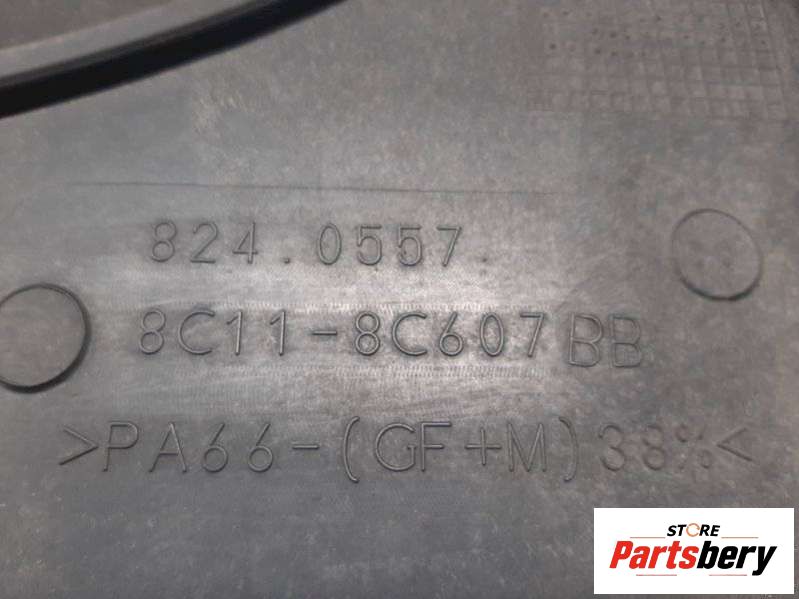 824.0557.
8C11-8C607BB
>PA66-(GF+M)38%<
STORE
Partsbery